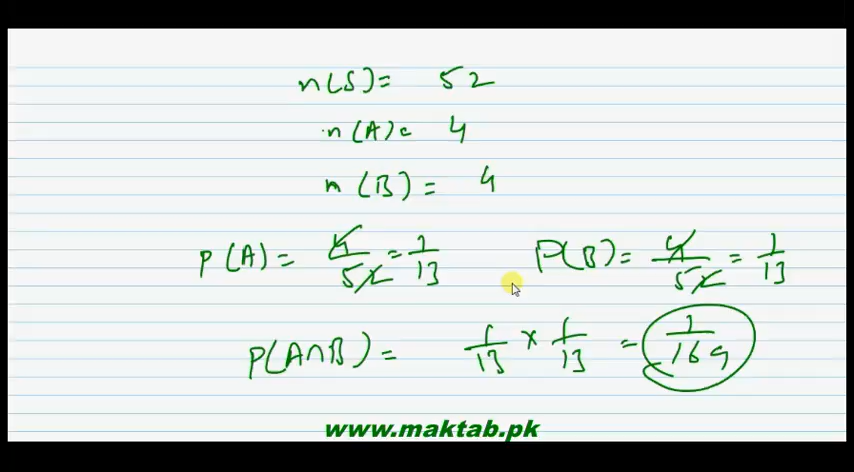 n(S) = 52
n(A) = 4
n(B) = 4
P(A) = 4/52 = 1/13 P(B) = 4/52 = 1/13
P(A∩B) = 1/13 × 1/13 = 1/169
www.maktab.pk